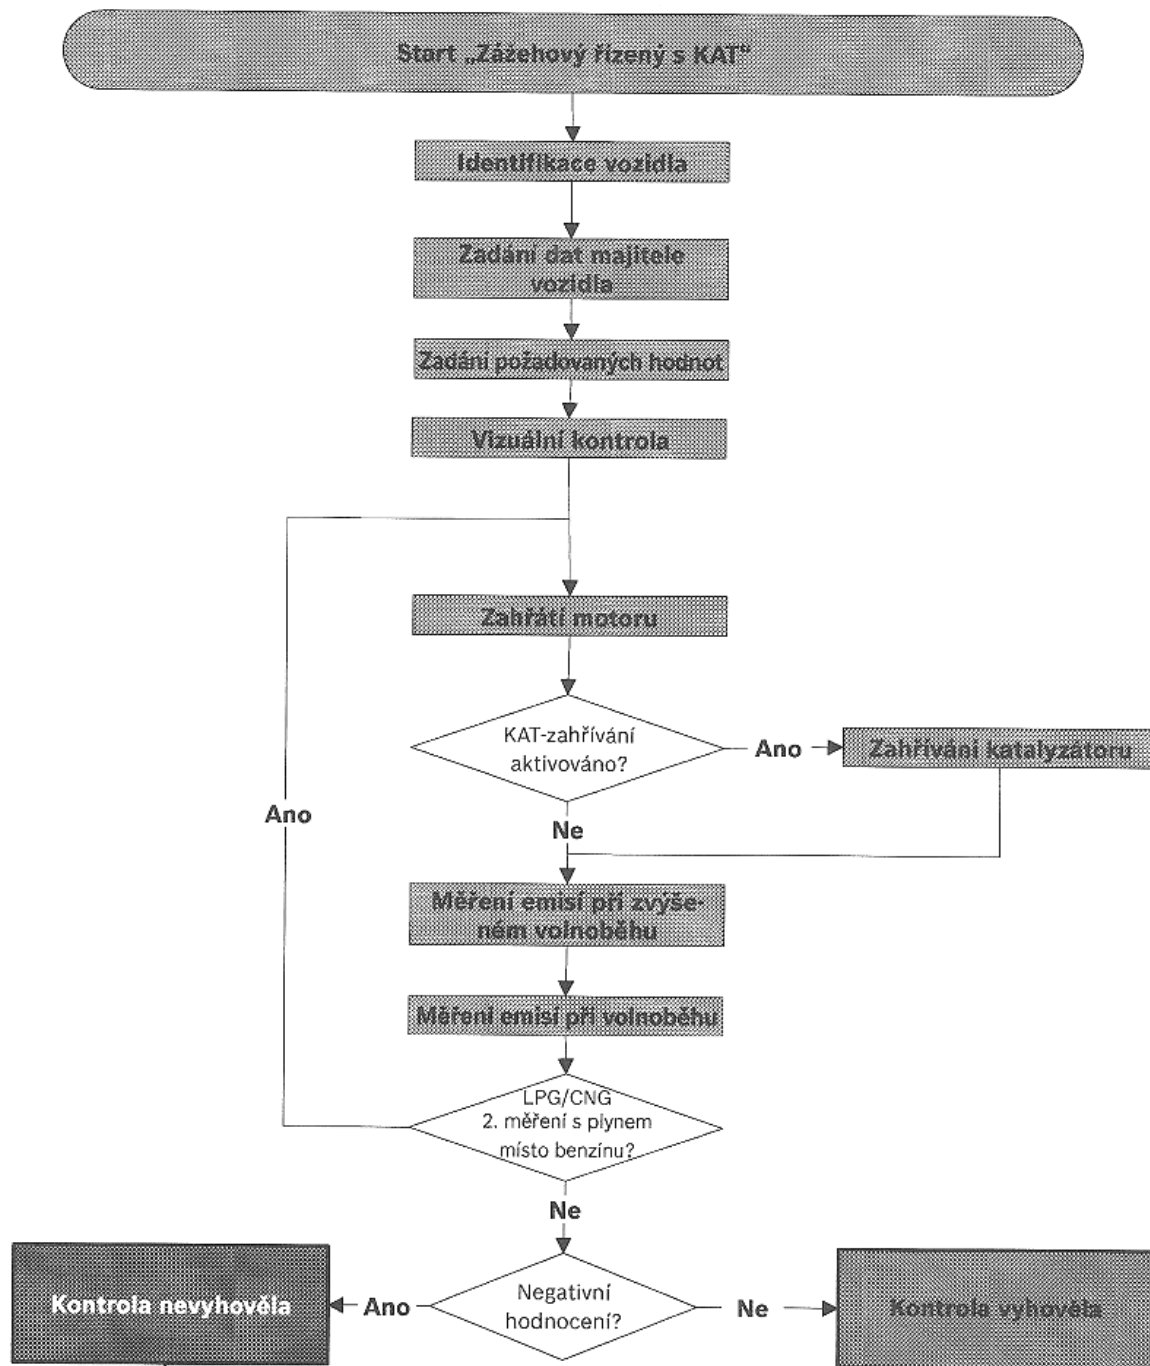 Start „Zážehový řízený s KAT“
Identifikace vozidla
Zadání dat majitele
vozidla
Zadání požadovaných hodnot
Vizuální kontrola
Zahřátí motoru
KAT-zahřívání
aktivováno?
Ano
Zahřívání katalyzátoru
Ano
Ne
Měření emisí při zvýše-
ném volnoběhu
Měření emisí při volnoběhu
LPG/CNG
2. měření s plynem
místo benzínu?
Ne
Negativní
hodnocení?
Ano
Kontrola nevyhověla
Ne
Kontrola vyhověla